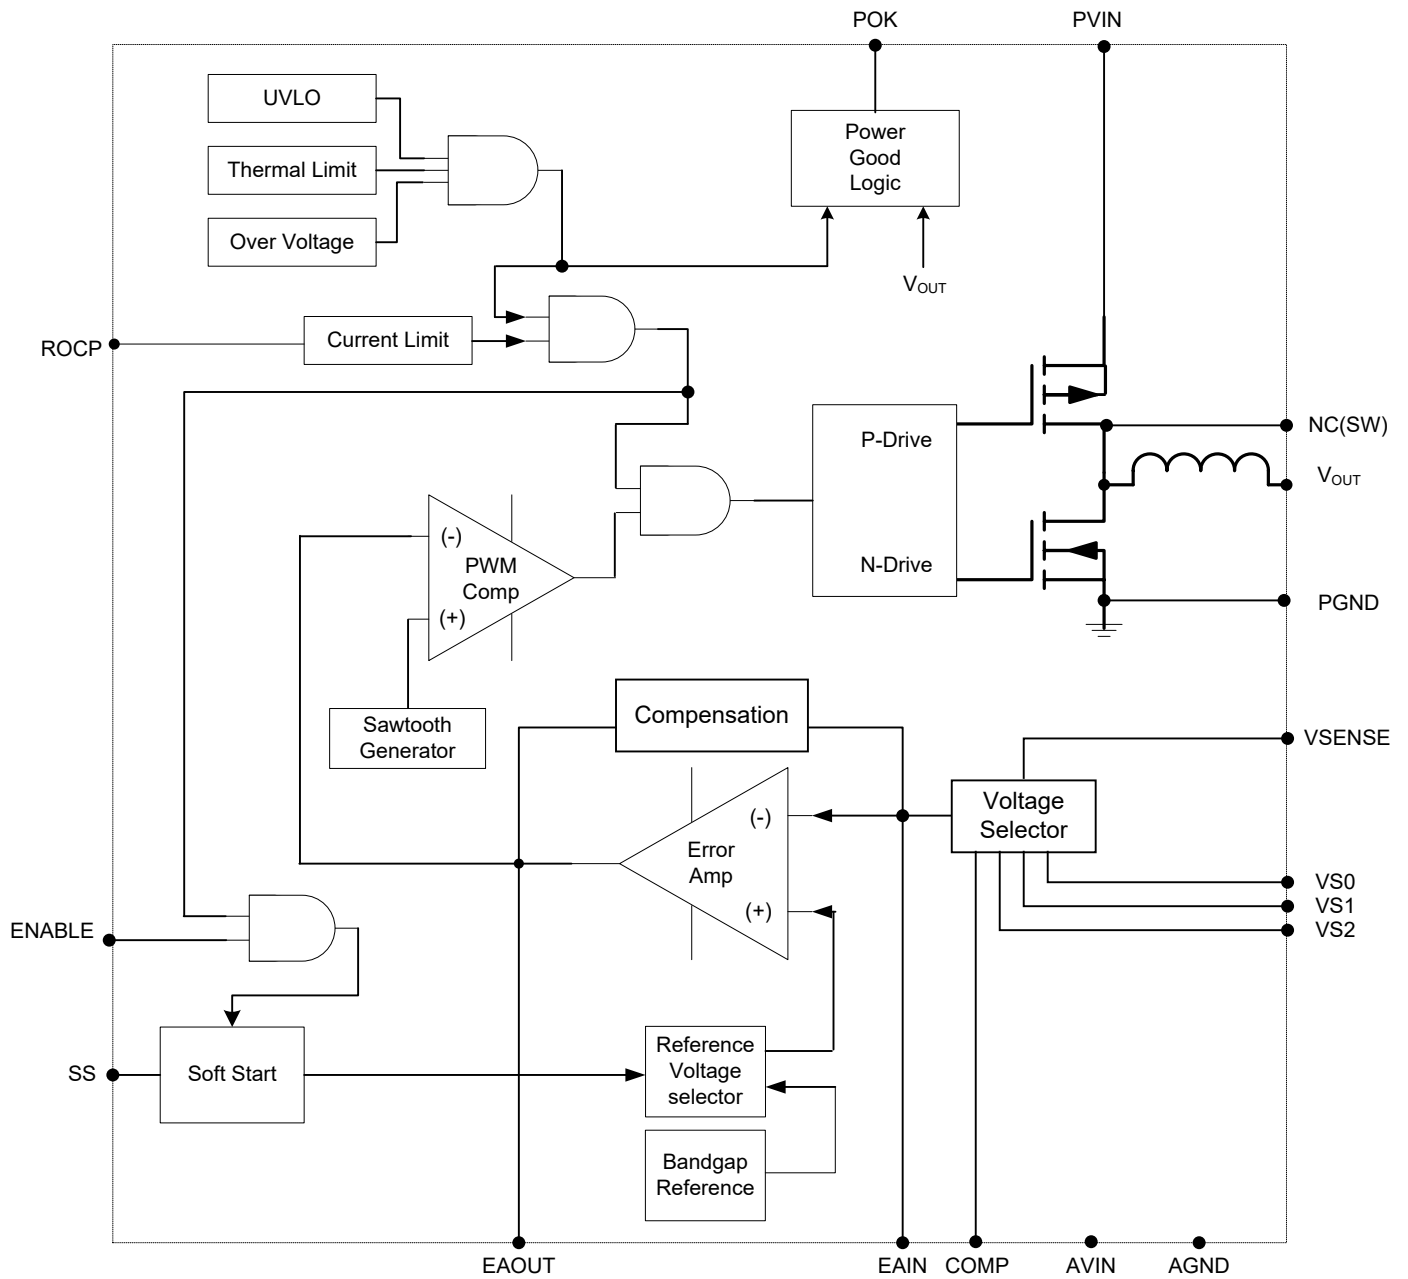 POK
PVIN
UVLO
Power
Good
Logic
Thermal Limit
Over Voltage
VOUT
ROCP
Current Limit
NC(SW)
P-Drive
VOUT
(-)
PWM
Comp
N-Drive
(+)
PGND
Compensation
Sawtooth
Generator
VSENSE
Voltage
Selector
(-)
Error
Amp
(+)
VS0
VS1
VS2
ENABLE
Reference
Voltage
selector
SS
Soft Start
Bandgap
Reference
EAOUT
EAIN
COMP
AVIN
AGND